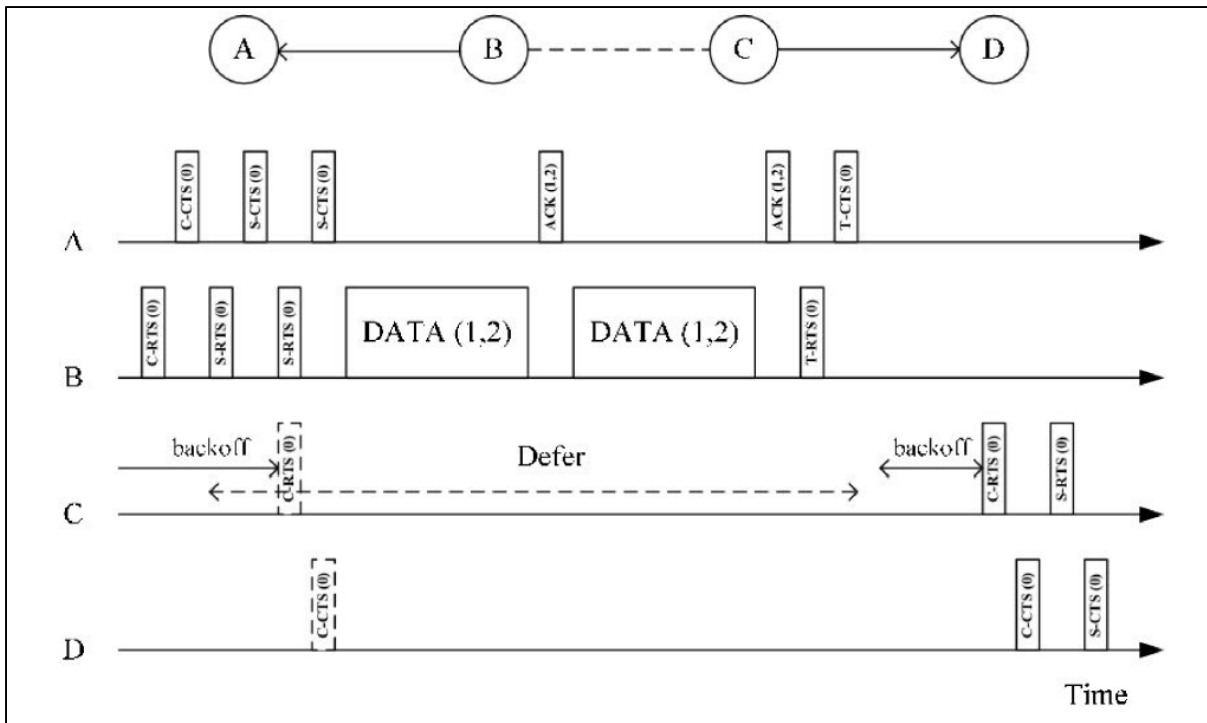 A B C D
C-CTS (0) S-CTS (0) S-CTS (0) ACK (1,2) ACK (1,2) T-CTS (0)
A
C-RTS (0) S-RTS (0) S-RTS (0) DATA (1,2) DATA (1,2) T-RTS (0)
B
backoff C-RTS (0) Defer backoff C-RTS (0) S-RTS (0)
C
C-CTS (0) C-CTS (0) S-CTS (0)
D
Time